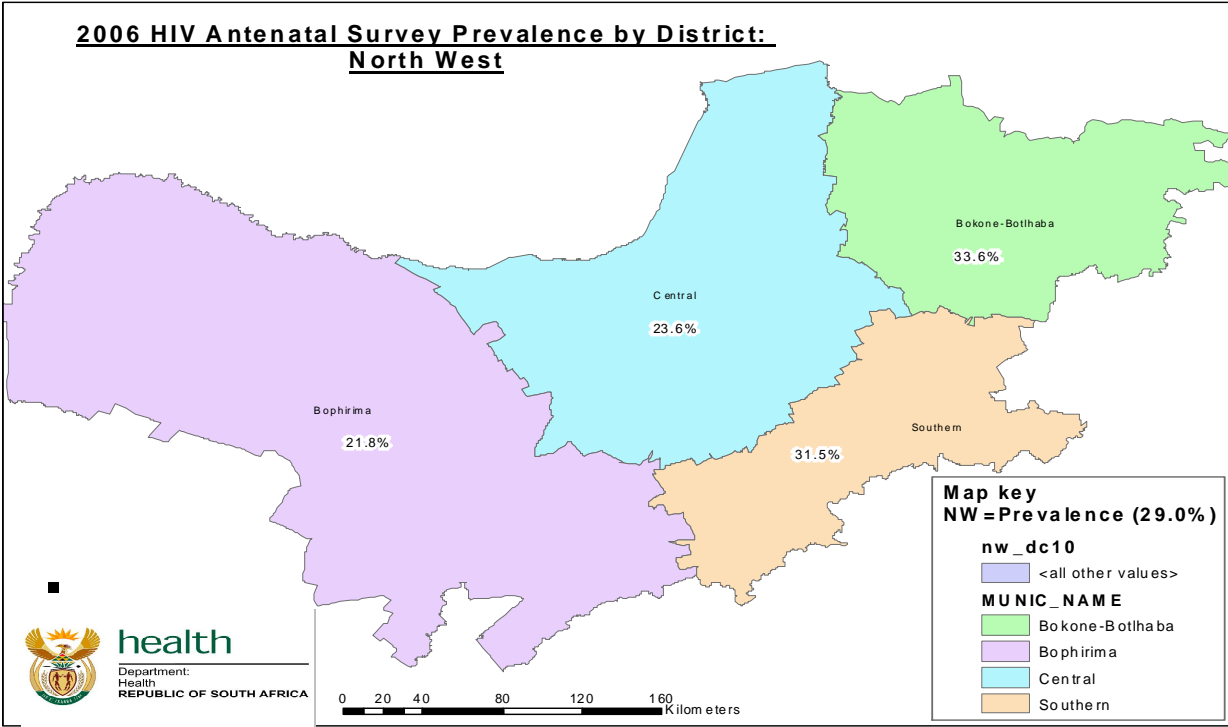 2006 HIV Antenatal Survey Prevalence by District:
North West
Bokone-Botlhaba
33.6%
Central
23.6%
Bophirima
21.8%
Southern
31.5%
Map key
NW=Prevalence (29.0%)
nw_dc10
<all other values>
MUNIC_NAME
Bokone-Botlhaba
Bophirima
Central
Southern
health
Department:
Health
REPUBLIC OF SOUTH AFRICA
0 20 40 80 120 160
Kilometers